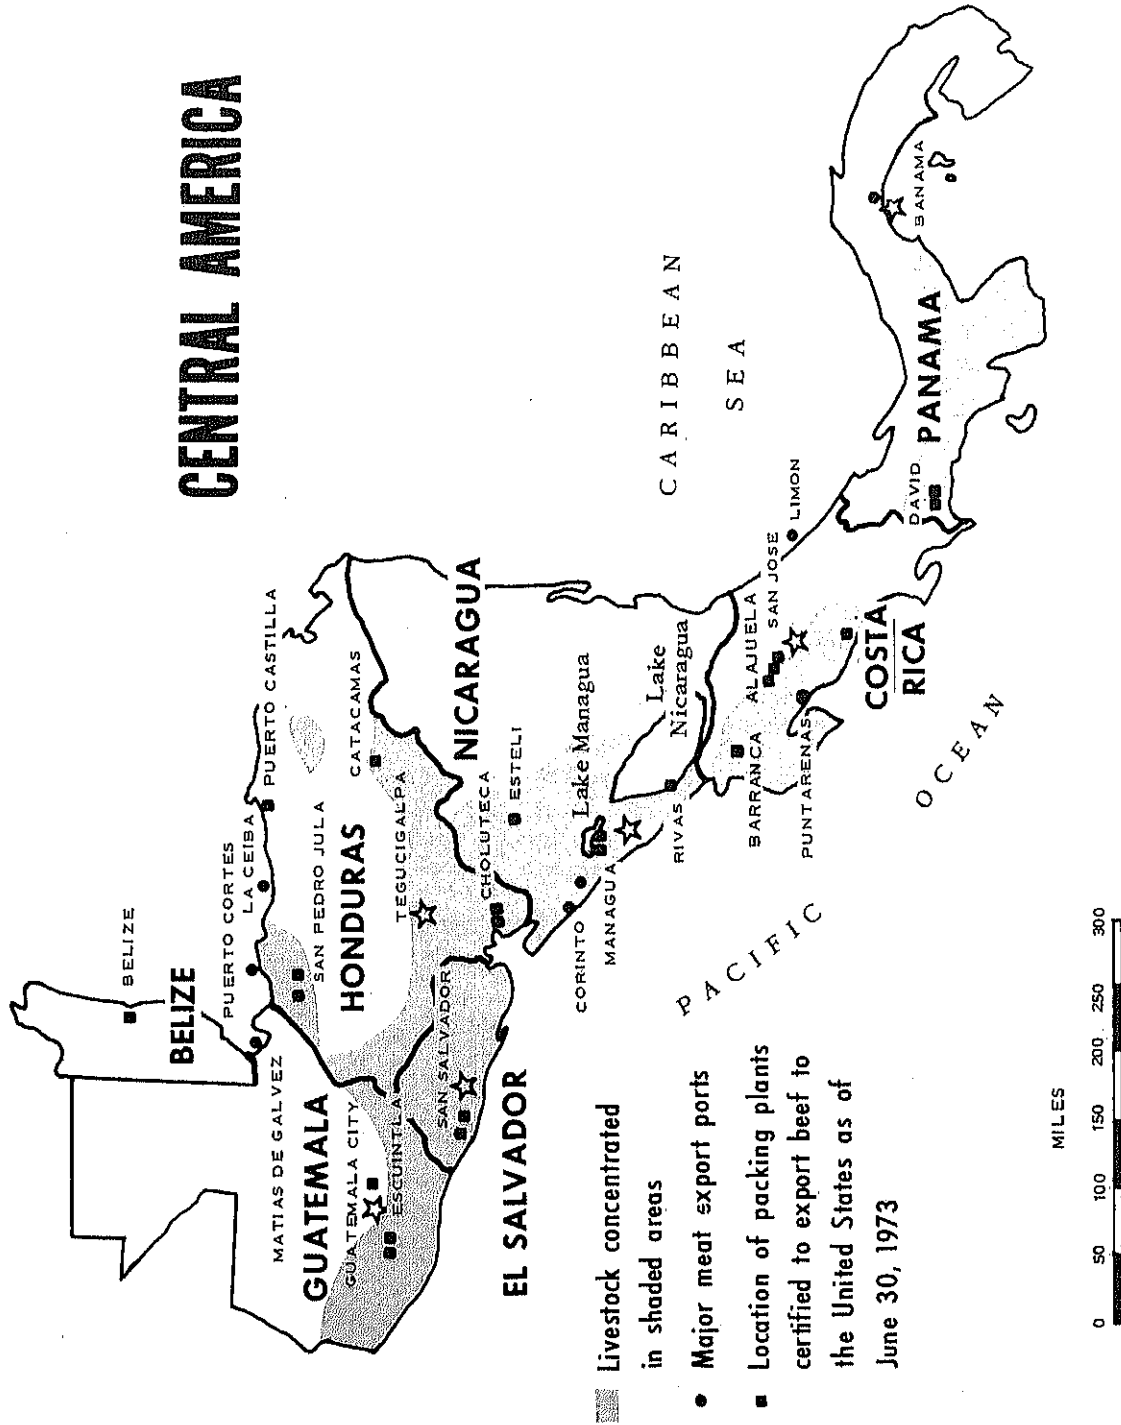 CENTRAL AMERICA
BELIZE
BELIZE
PUERTO CORTES
LA CEIBA
PUERTO CASTILLA
SAN PEDRO JULA
HONDURAS
TEGUCIGALPA
CATACAMAS
MATIAS DE GALVEZ
GUATEMALA
GUATEMALA CITY
ESCUINTLA
SAN SALVADOR
EL SALVADOR
CHOLUTECA
NICARAGUA
ESTELI
CORINTO
MANAGUA
Lake Managua
Lake
Nicaragua
RIVAS
CARIBBEAN
SEA
BARRANCA
ALAJUELA
SAN JOSE
LIMON
PUNTARENAS
COSTA
RICA
DAVID
PANAMA
BANAMA
PACIFIC
OCEAN
Livestock concentrated
in shaded areas
Major meat export ports
Location of packing plants
certified to export beef to
the United States as of
June 30, 1973
MILES
0 50 100 150 200 250 300